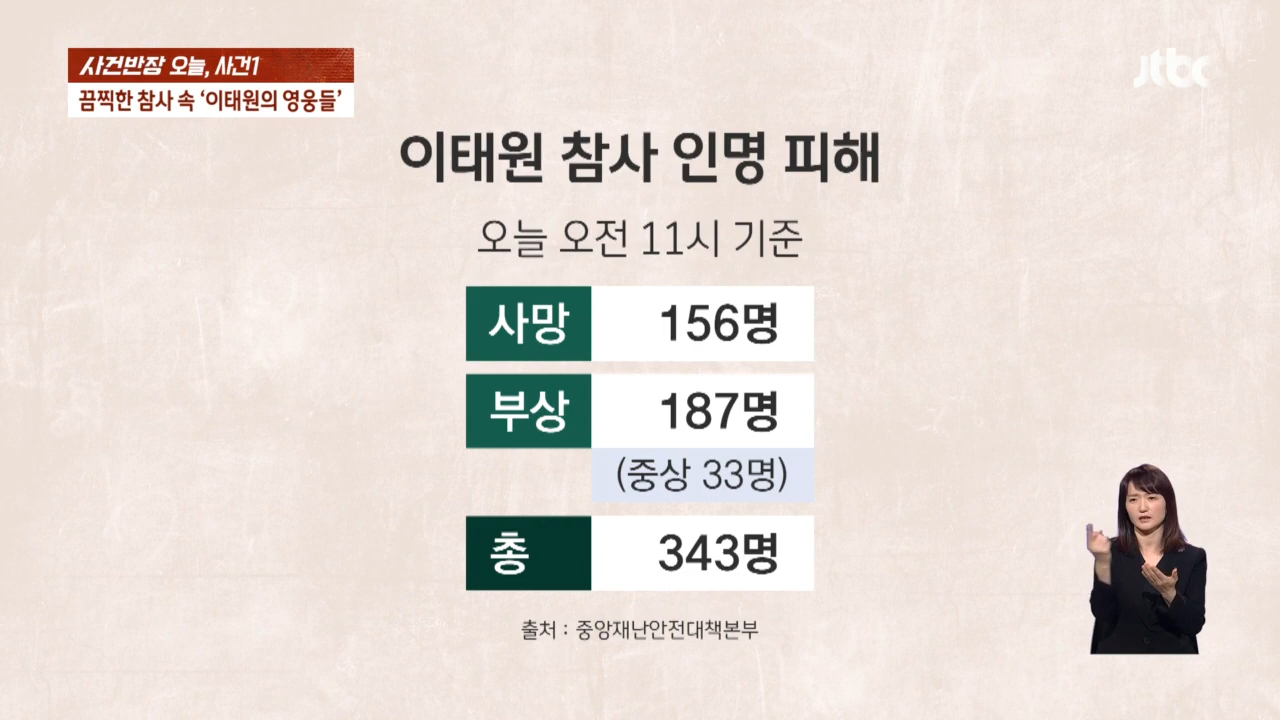 사건반장 오늘, 사건1
끔찍한 참사 속 ‘이태원의 영웅들’
jtbc
이태원 참사 인명 피해
오늘 오전 11시 기준
사망 156명
부상 187명
(중상 33명)
총 343명
출처 : 중앙재난안전대책본부